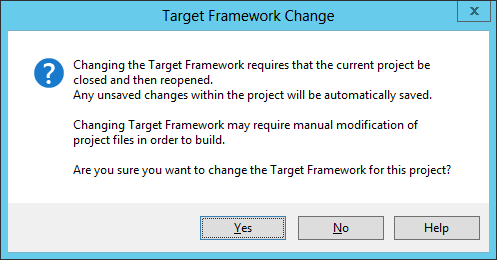 Target Framework Change
x
Changing the Target Framework requires that the current project be
closed and then reopened.
Any unsaved changes within the project will be automatically saved.
Changing Target Framework may require manual modification of
project files in order to build.
Are you sure you want to change the Target Framework for this project?
Yes No Help